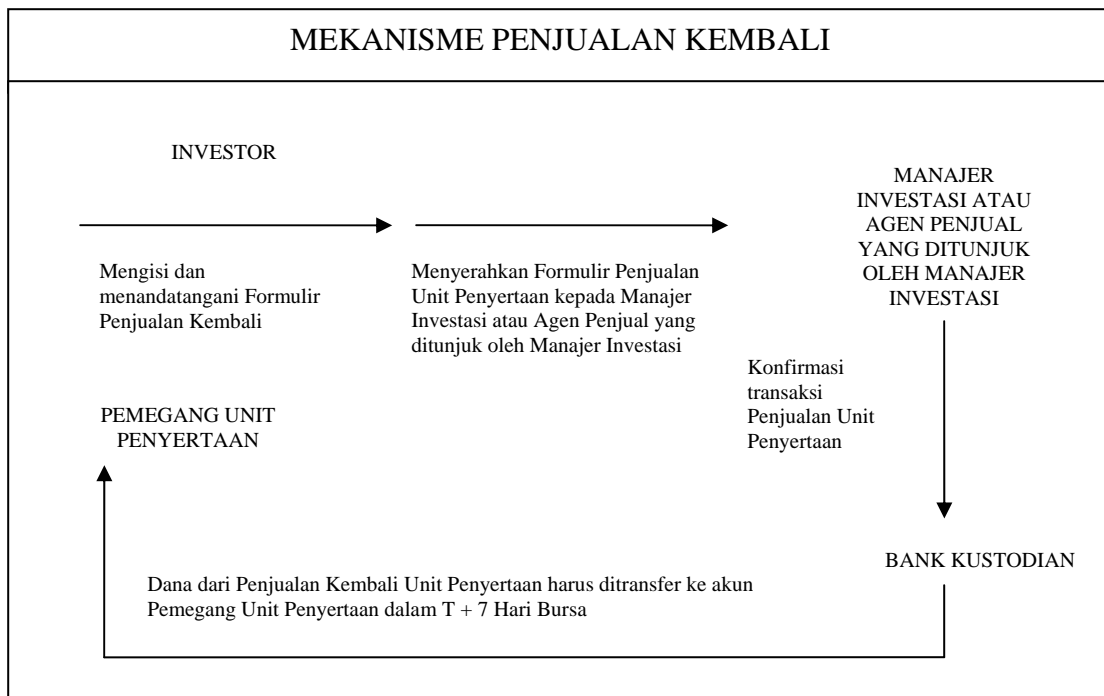 MEKANISME PENJUALAN KEMBALI
INVESTOR
MANAJER
INVESTASI ATAU
AGEN PENJUAL
YANG DITUNJUK
OLEH MANAJER
INVESTASI
Mengisi dan
menandatangani Formulir
Penjualan Kembali
Menyerahkan Formulir Penjualan
Unit Penyertaan kepada Manajer
Investasi atau Agen Penjual yang
ditunjuk oleh Manajer Investasi
Konfirmasi
transaksi
Penjualan Unit
Penyertaan
PEMEGANG UNIT
PENYERTAAN
BANK KUSTODIAN
Dana dari Penjualan Kembali Unit Penyertaan harus ditransfer ke akun
Pemegang Unit Penyertaan dalam T + 7 Hari Bursa